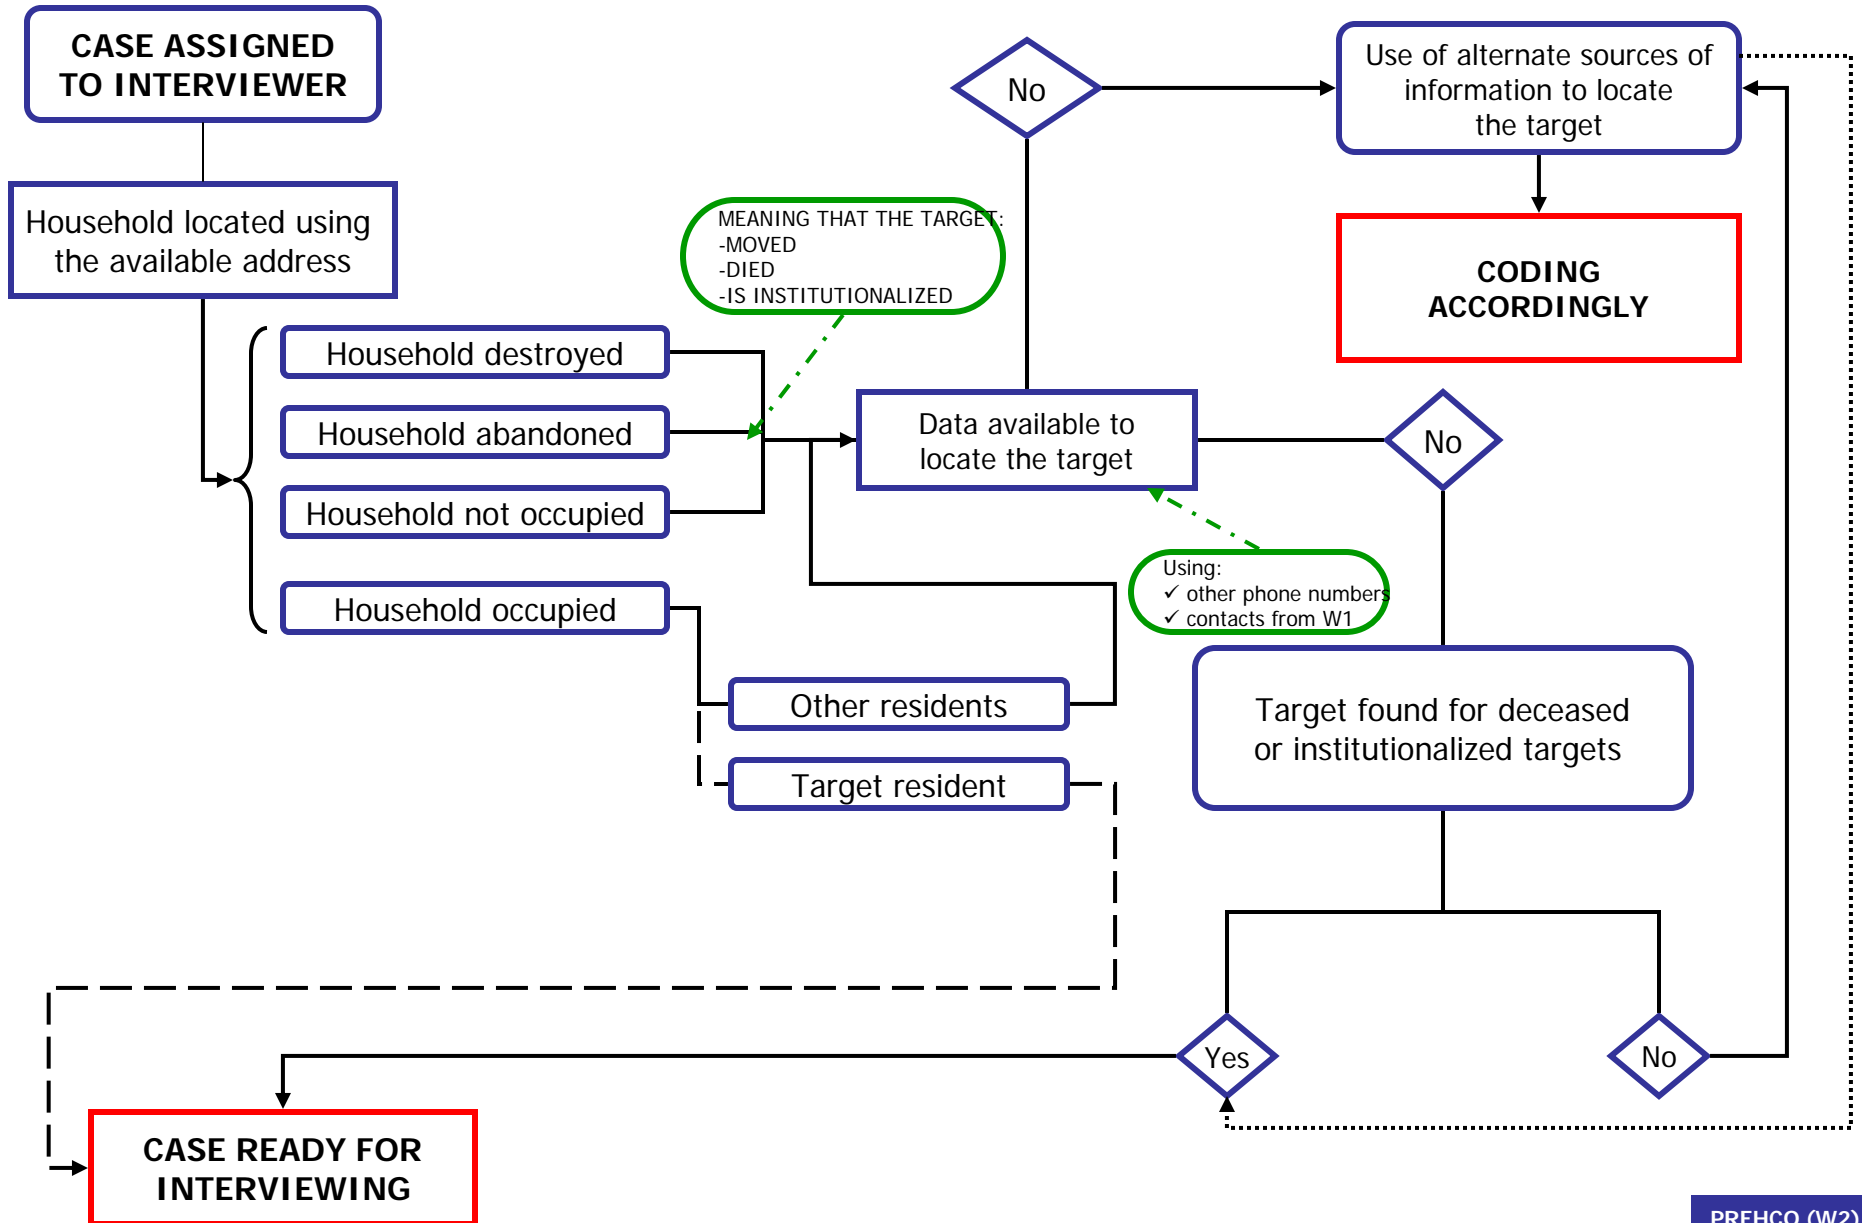 CASE ASSIGNED
TO INTERVIEWER
Household located using
the available address
No
Use of alternate sources of
information to locate
the target
MEANING THAT THE TARGET:
-MOVED
-DIED
-IS INSTITUTIONALIZED
CODING
ACCORDINGLY
Household destroyed
Household abandoned
Household not occupied
Household occupied
Data available to
locate the target
No
Using:
✓ other phone numbers
✓ contacts from W1
Other residents
Target resident
Target found for deceased
or institutionalized targets
Yes
No
CASE READY FOR
INTERVIEWING
PREHCO (W2)